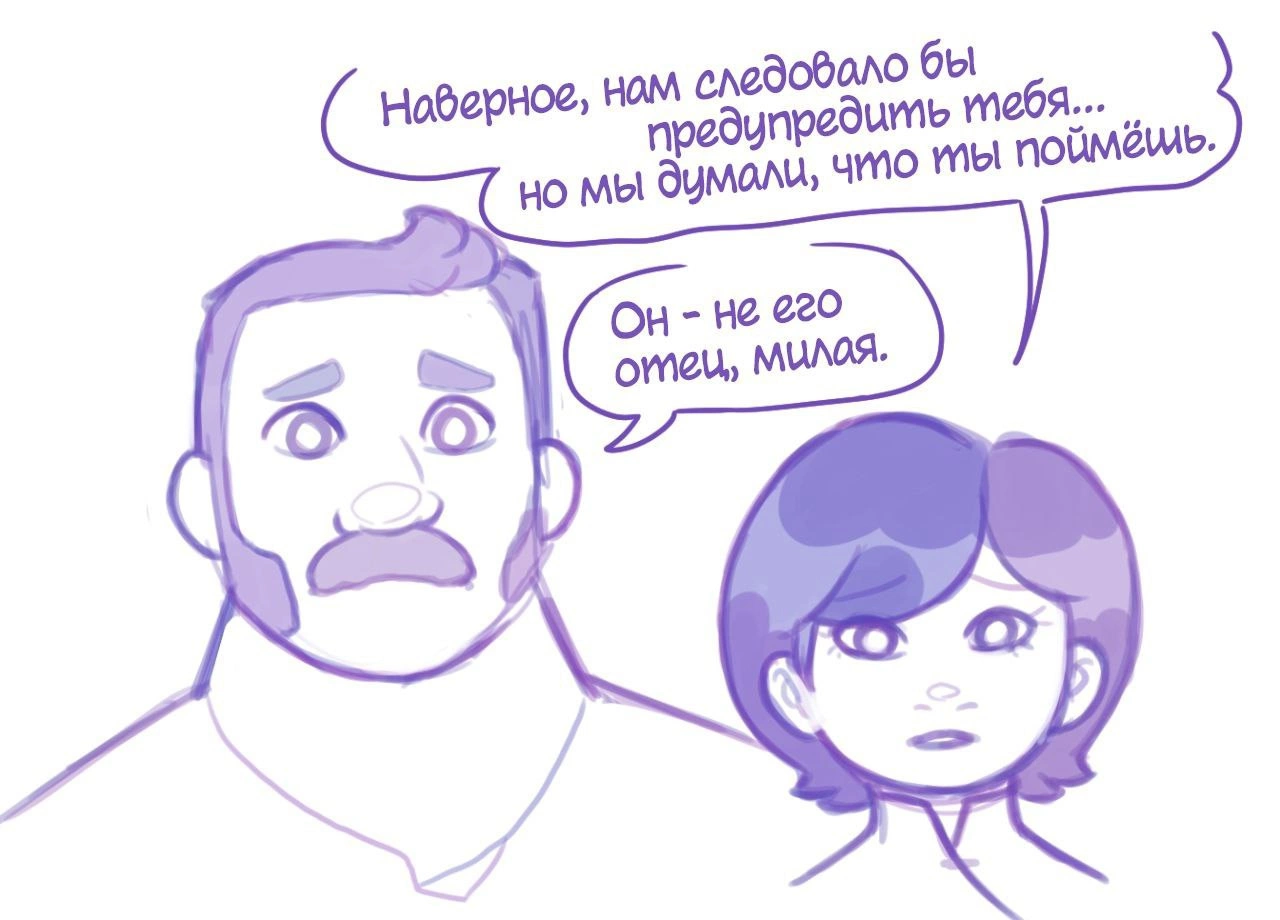 Наверное, нам следовало бы
предупредить тебя...
но мы думали, что ты поймёшь.
Он - не его
отец, милая.